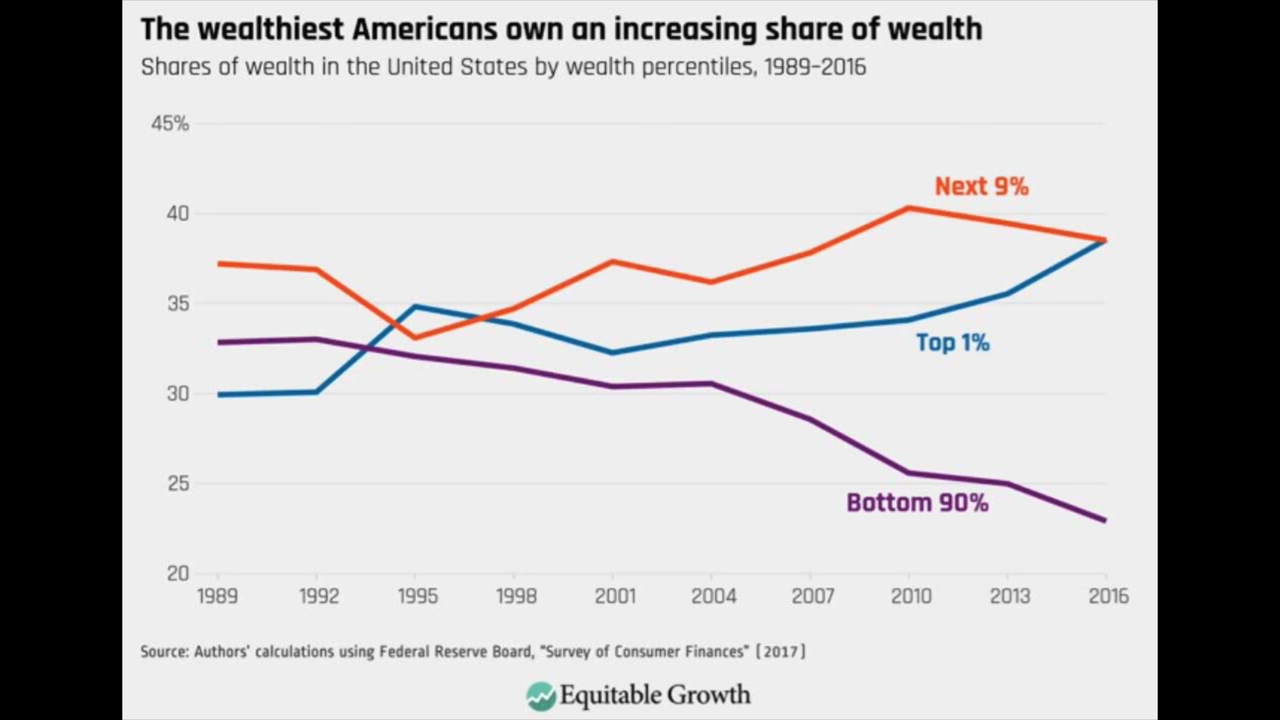 The wealthiest Americans own an increasing share of wealth
Shares of wealth in the United States by wealth percentiles, 1989–2016
45%
40
35
30
25
20
Next 9%
Top 1%
Bottom 90%
1989 1992 1995 1998 2001 2004 2007 2010 2013 2016
Source: Authors' calculations using Federal Reserve Board, "Survey of Consumer Finances" [2017]
Equitable Growth